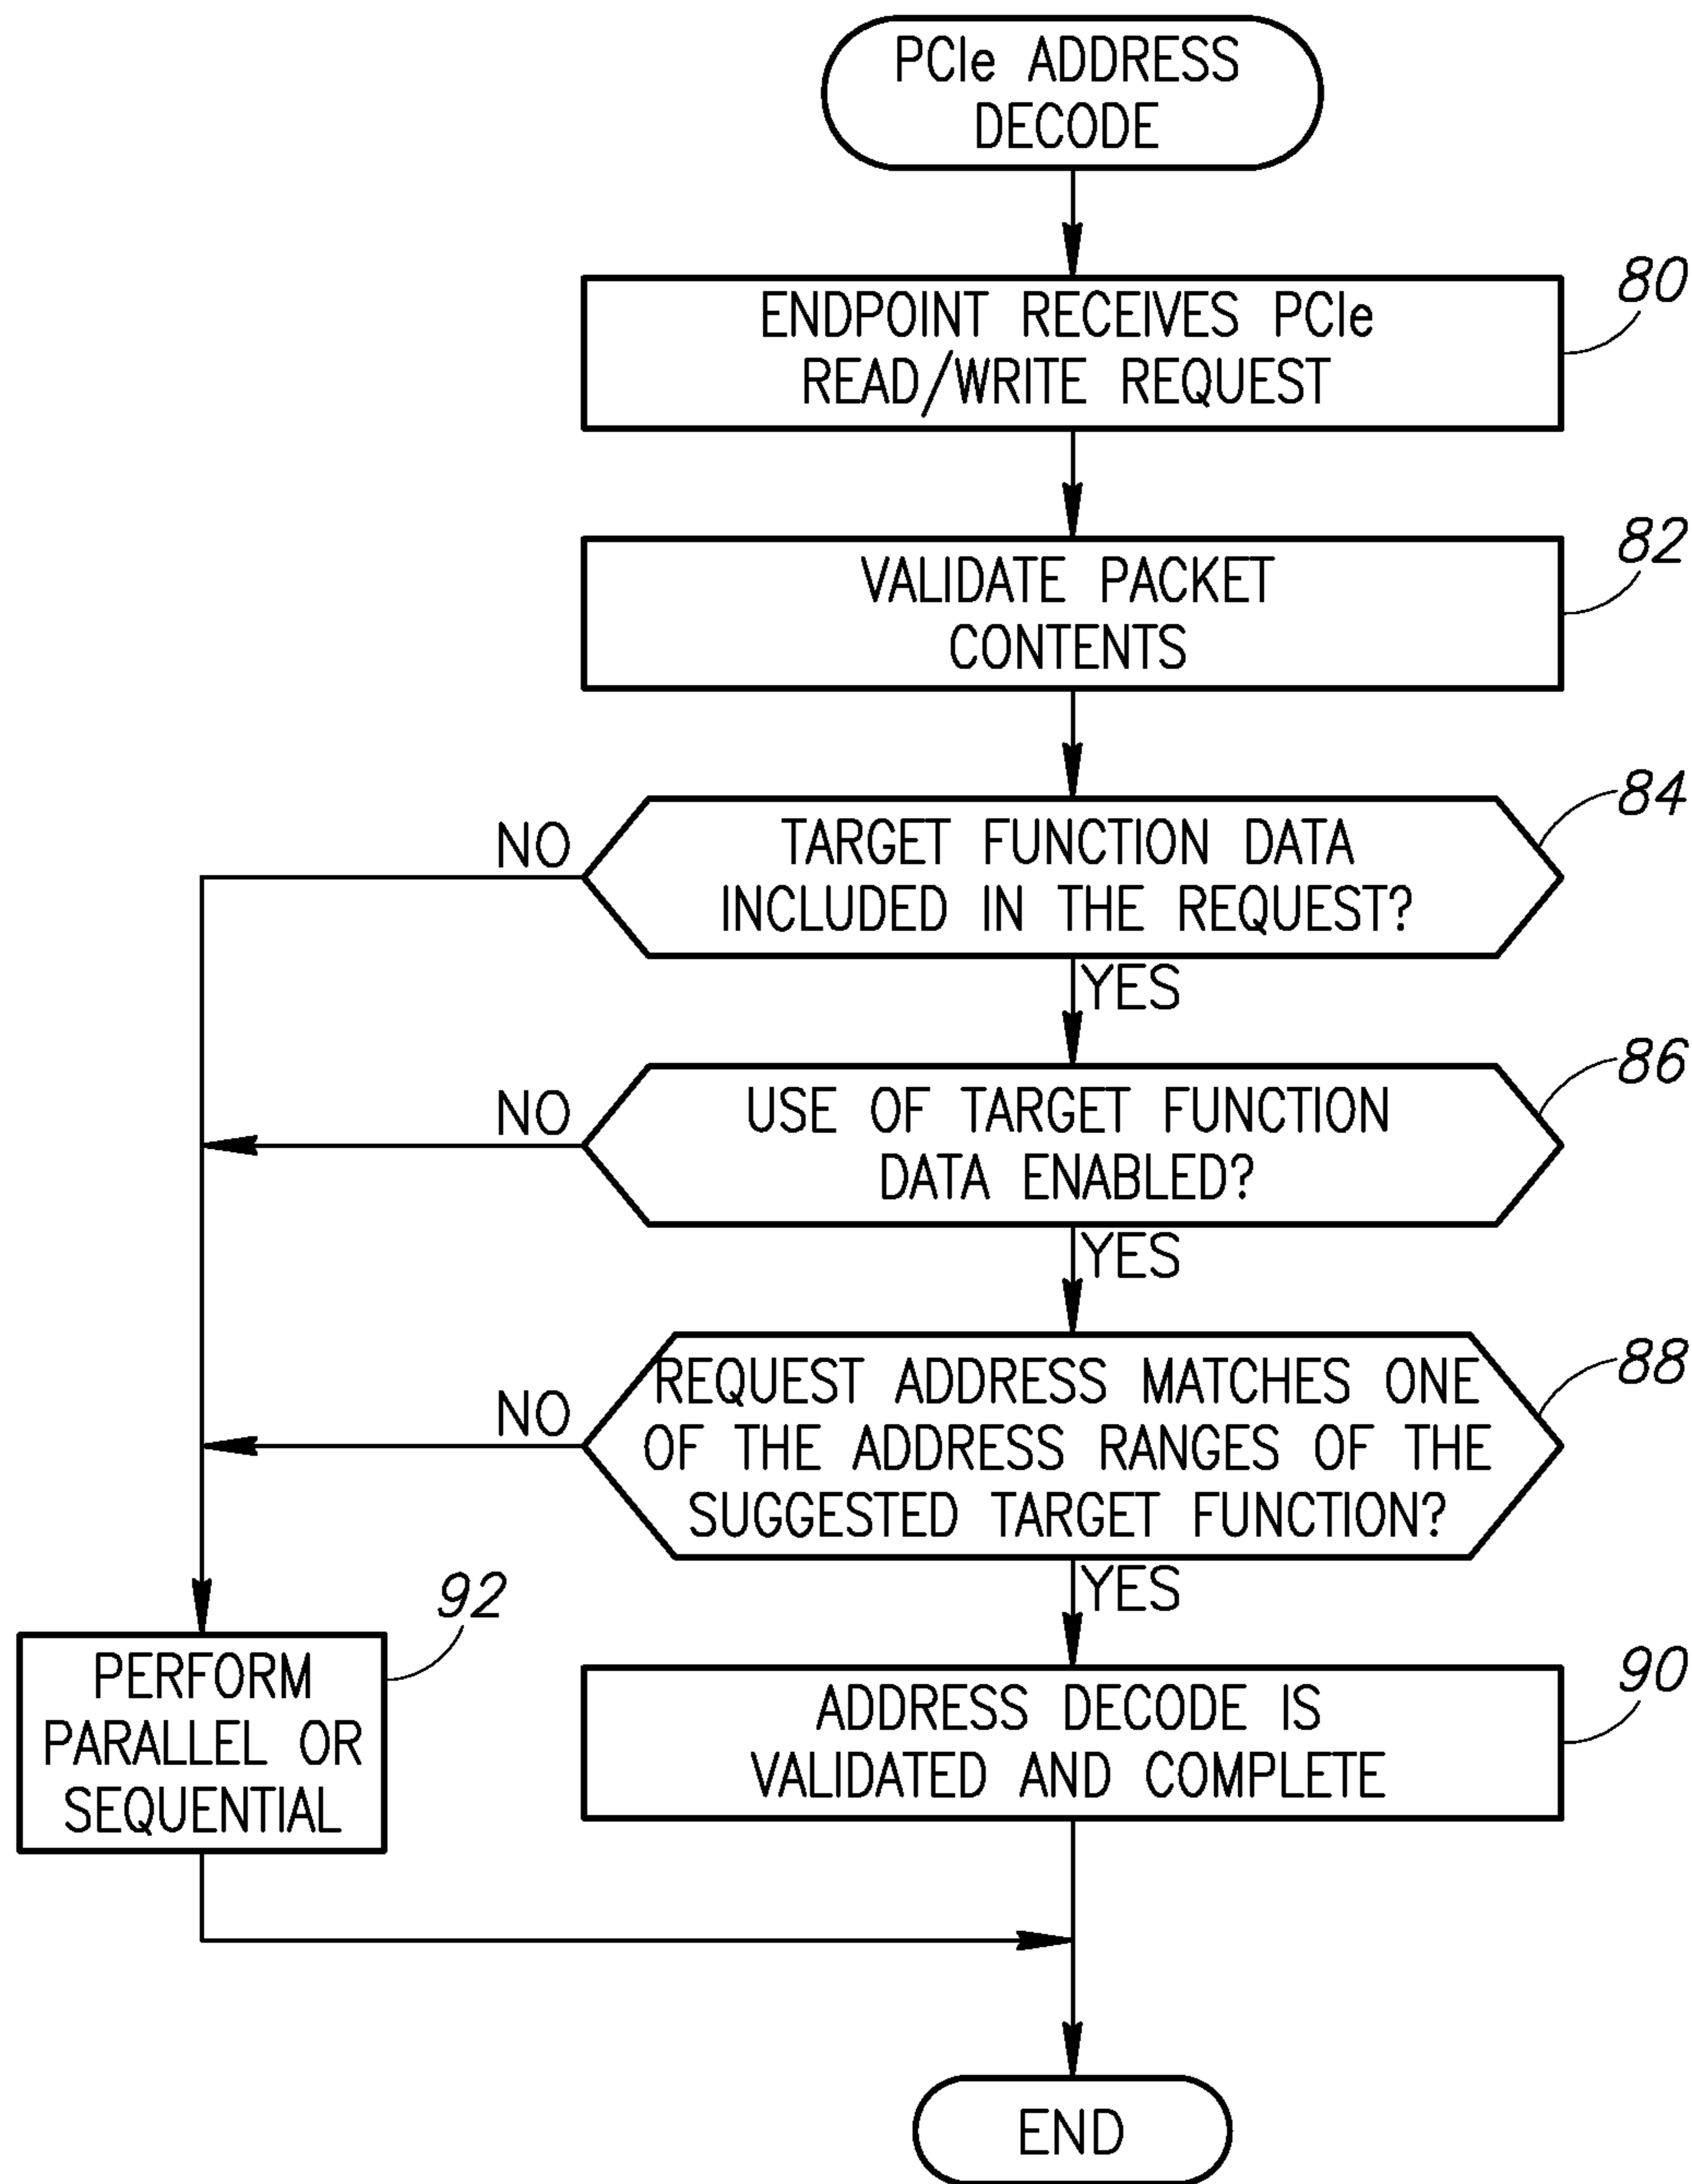 PCIe ADDRESS
DECODE
80
ENDPOINT RECEIVES PCIe
READ/WRITE REQUEST
82
VALIDATE PACKET
CONTENTS
84
NO
TARGET FUNCTION DATA
INCLUDED IN THE REQUEST?
YES
86
NO
USE OF TARGET FUNCTION
DATA ENABLED?
YES
88
NO
REQUEST ADDRESS MATCHES ONE
OF THE ADDRESS RANGES OF THE
SUGGESTED TARGET FUNCTION?
YES
92
PERFORM
PARALLEL OR
SEQUENTIAL
90
ADDRESS DECODE IS
VALIDATED AND COMPLETE
END